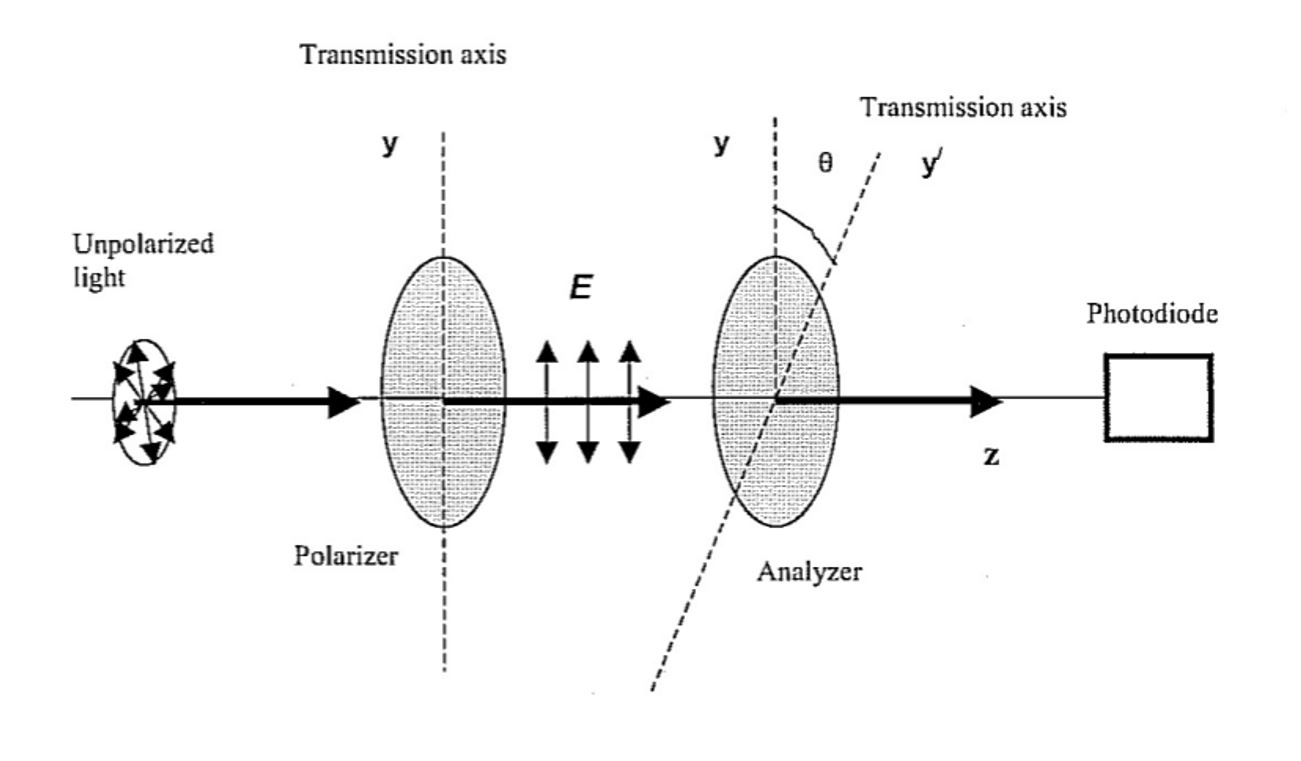 Transmission axis
Transmission axis
y
y
θ
y′
Unpolarized
light
E
Photodiode
z
Polarizer
Analyzer